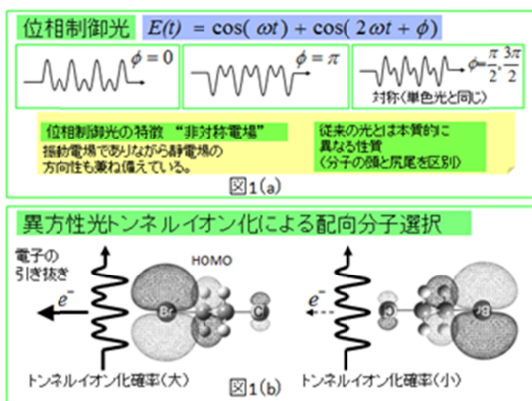 位相制御光 E(t) = cos( ωt) + cos( 2ωt + ϕ)
ϕ = 0
ϕ = π
ϕ = π/2, 3π/2
対称(単色光と同じ)
位相制御光の特徴 “非対称電場”
振動電場でありながら静電場の
方向性も兼ね備えている。
従来の光とは本質的に
異なる性質
(分子の頭と尻尾を区別)
図1(a)
異方性光トンネルイオン化による配向分子選択
電子の
引き抜き
HOMO
e⁻
Br
Cl
e⁻
Cl
Br
トンネルイオン化確率(大)
図1(b)
トンネルイオン化確率(小)